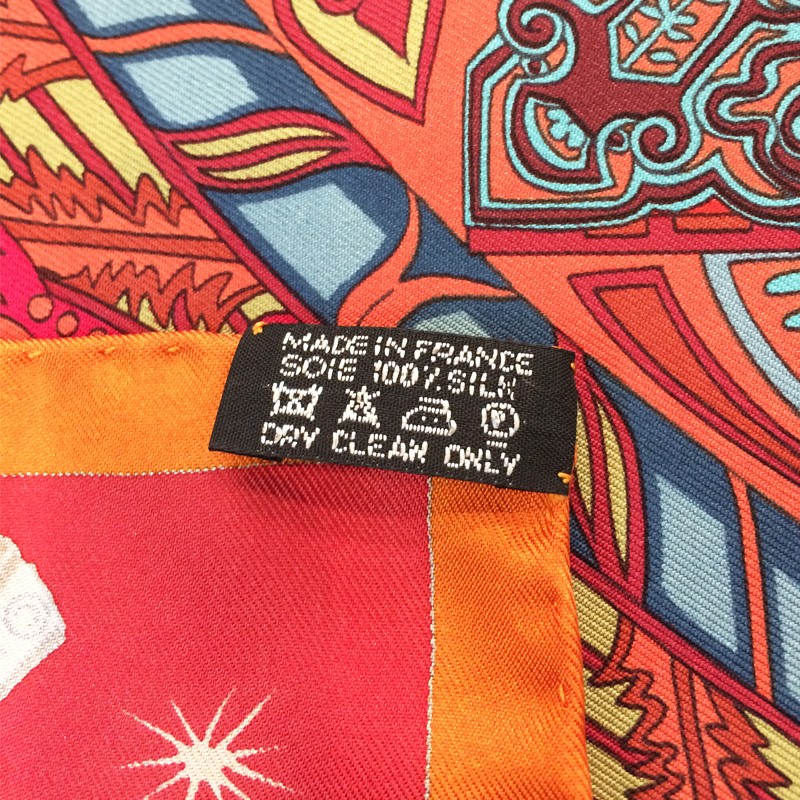 MADE IN FRANCE
SOIE 100% SILK
DRY CLEAN ONLY